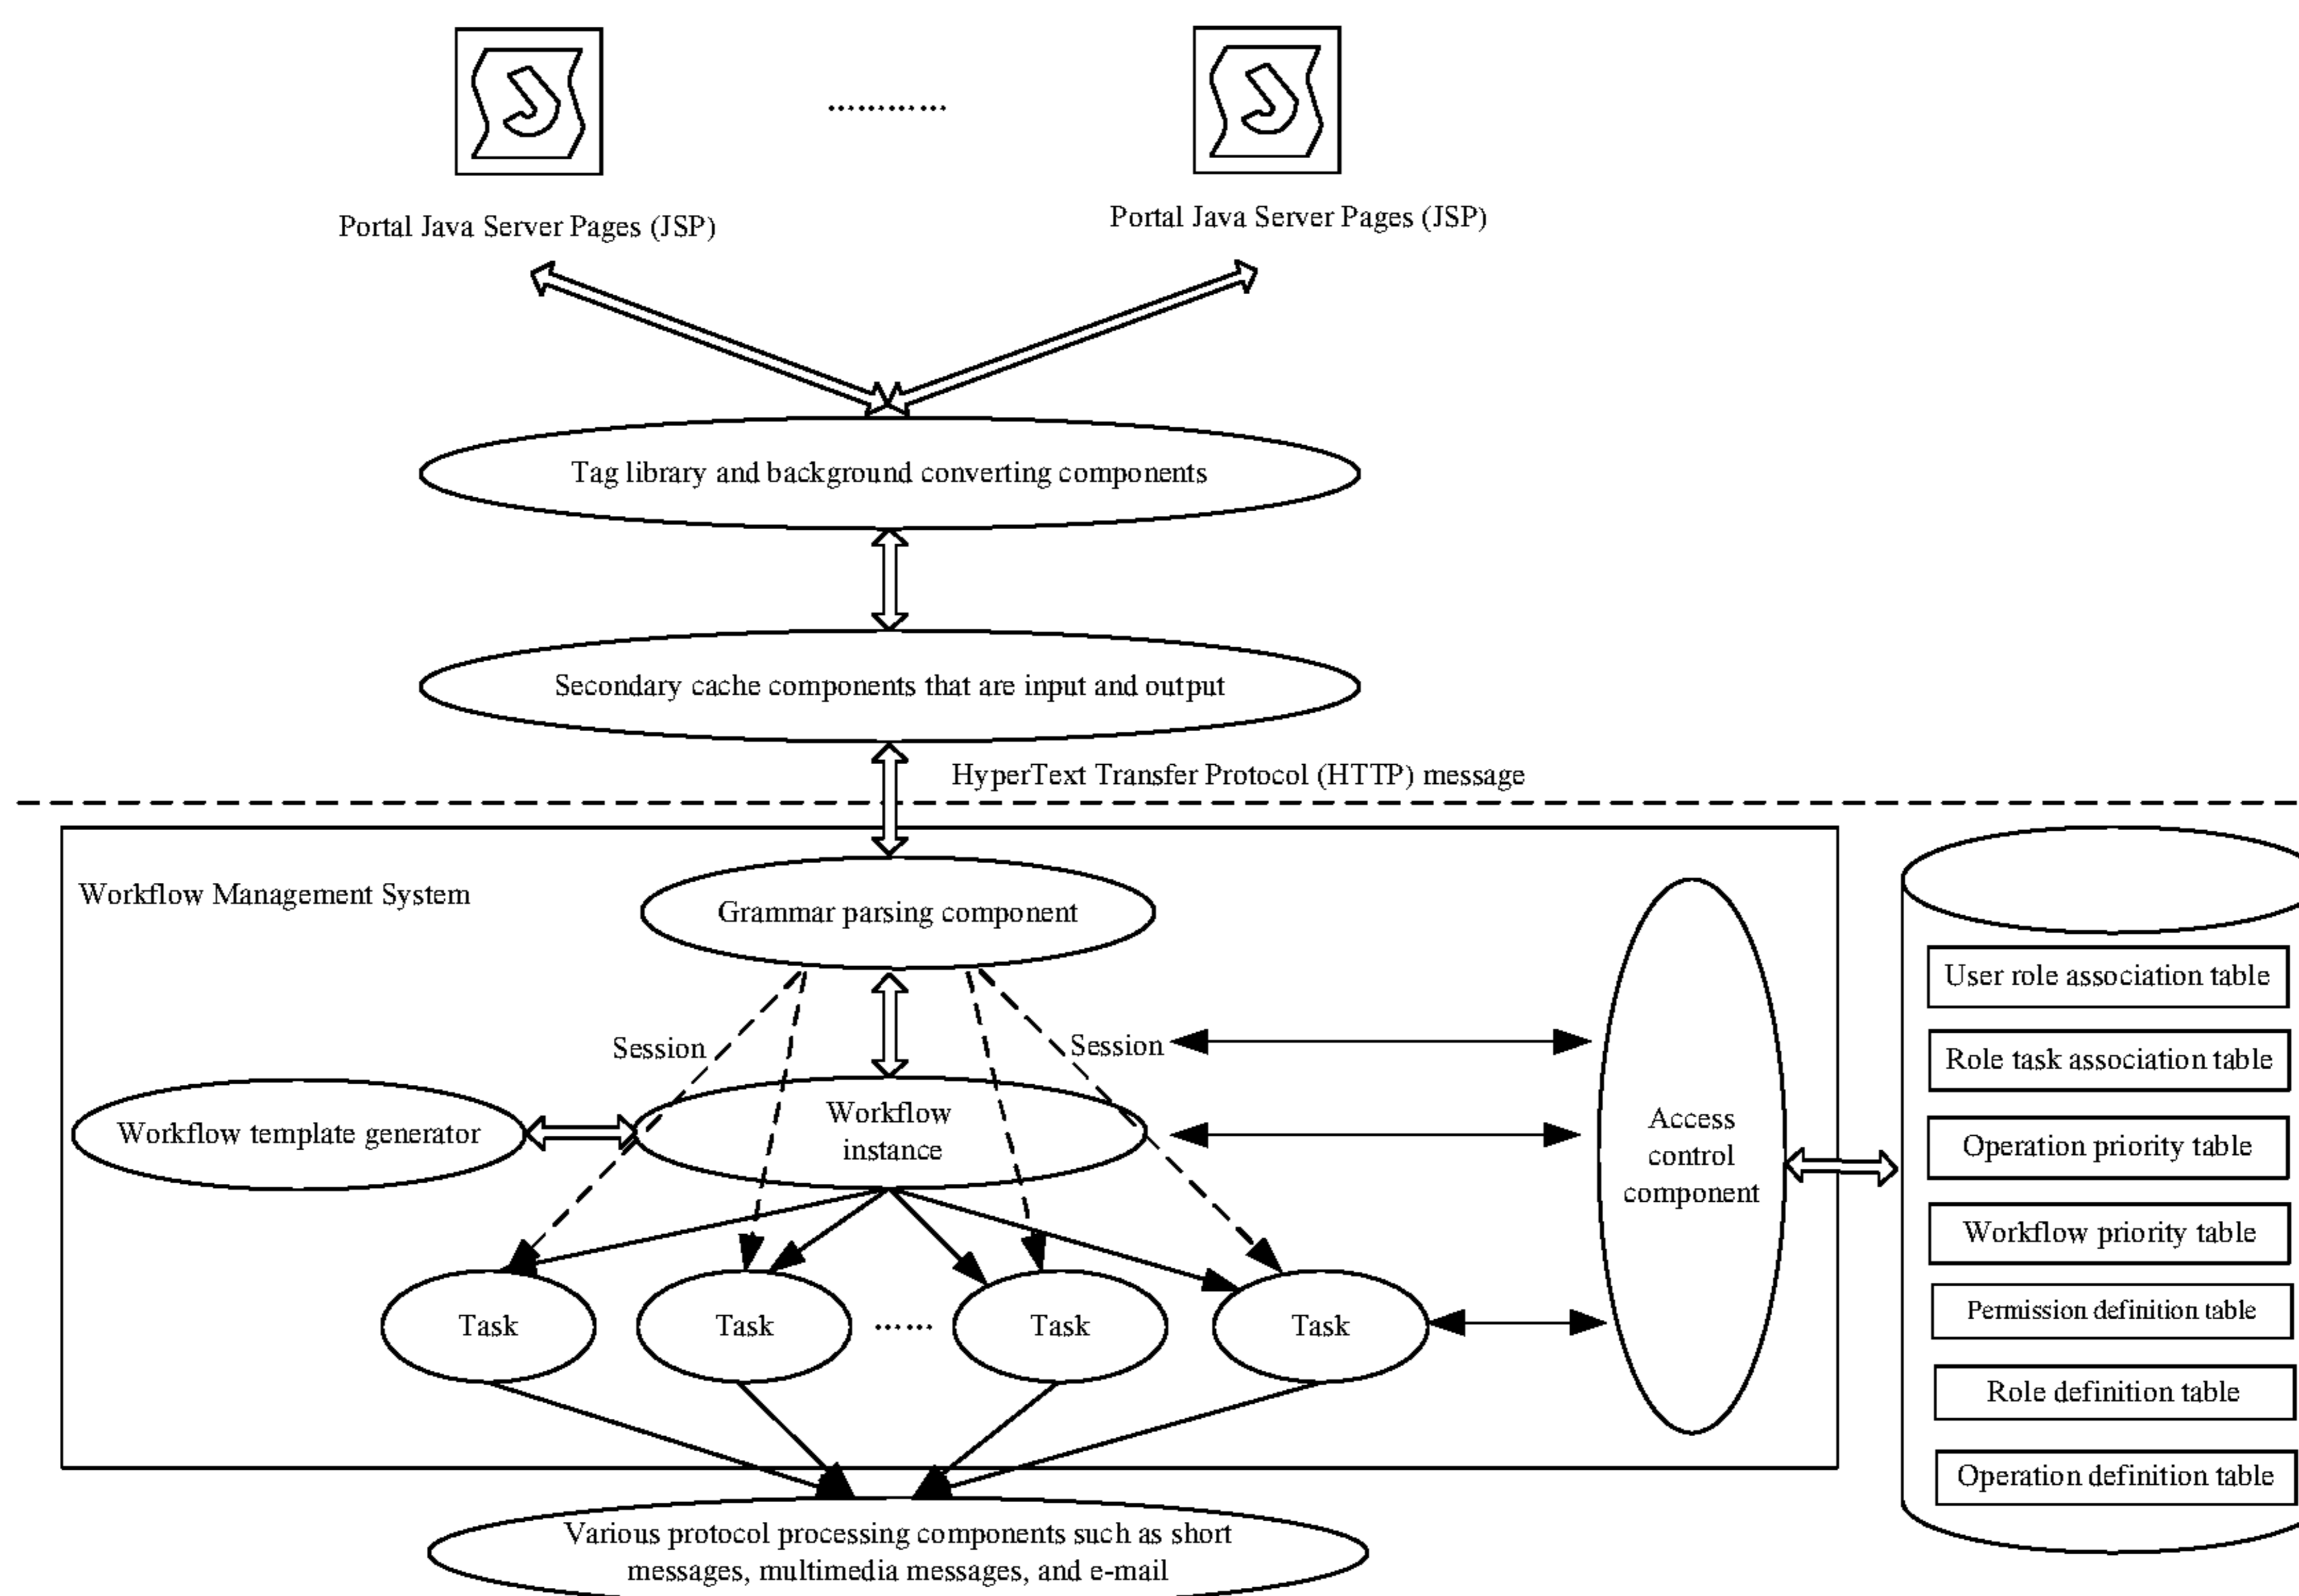 Portal Java Server Pages (JSP)
............
Portal Java Server Pages (JSP)
Tag library and background converting components
Secondary cache components that are input and output
HyperText Transfer Protocol (HTTP) message
Workflow Management System
Grammar parsing component
Session
Session
Workflow template generator
Workflow
instance
Access
control
component
Task
Task
......
Task
Task
Various protocol processing components such as short
messages, multimedia messages, and e-mail
User role association table
Role task association table
Operation priority table
Workflow priority table
Permission definition table
Role definition table
Operation definition table